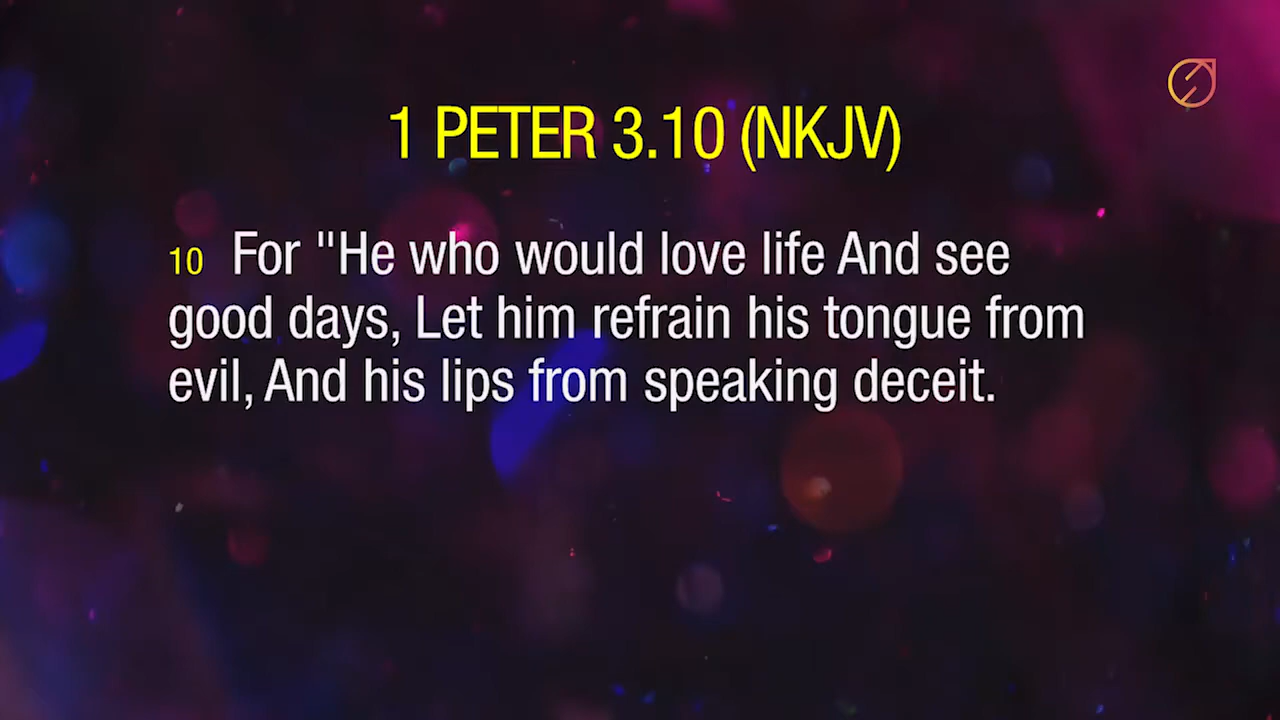 1 PETER 3.10 (NKJV)
10 For "He who would love life And see
good days, Let him refrain his tongue from
evil, And his lips from speaking deceit.